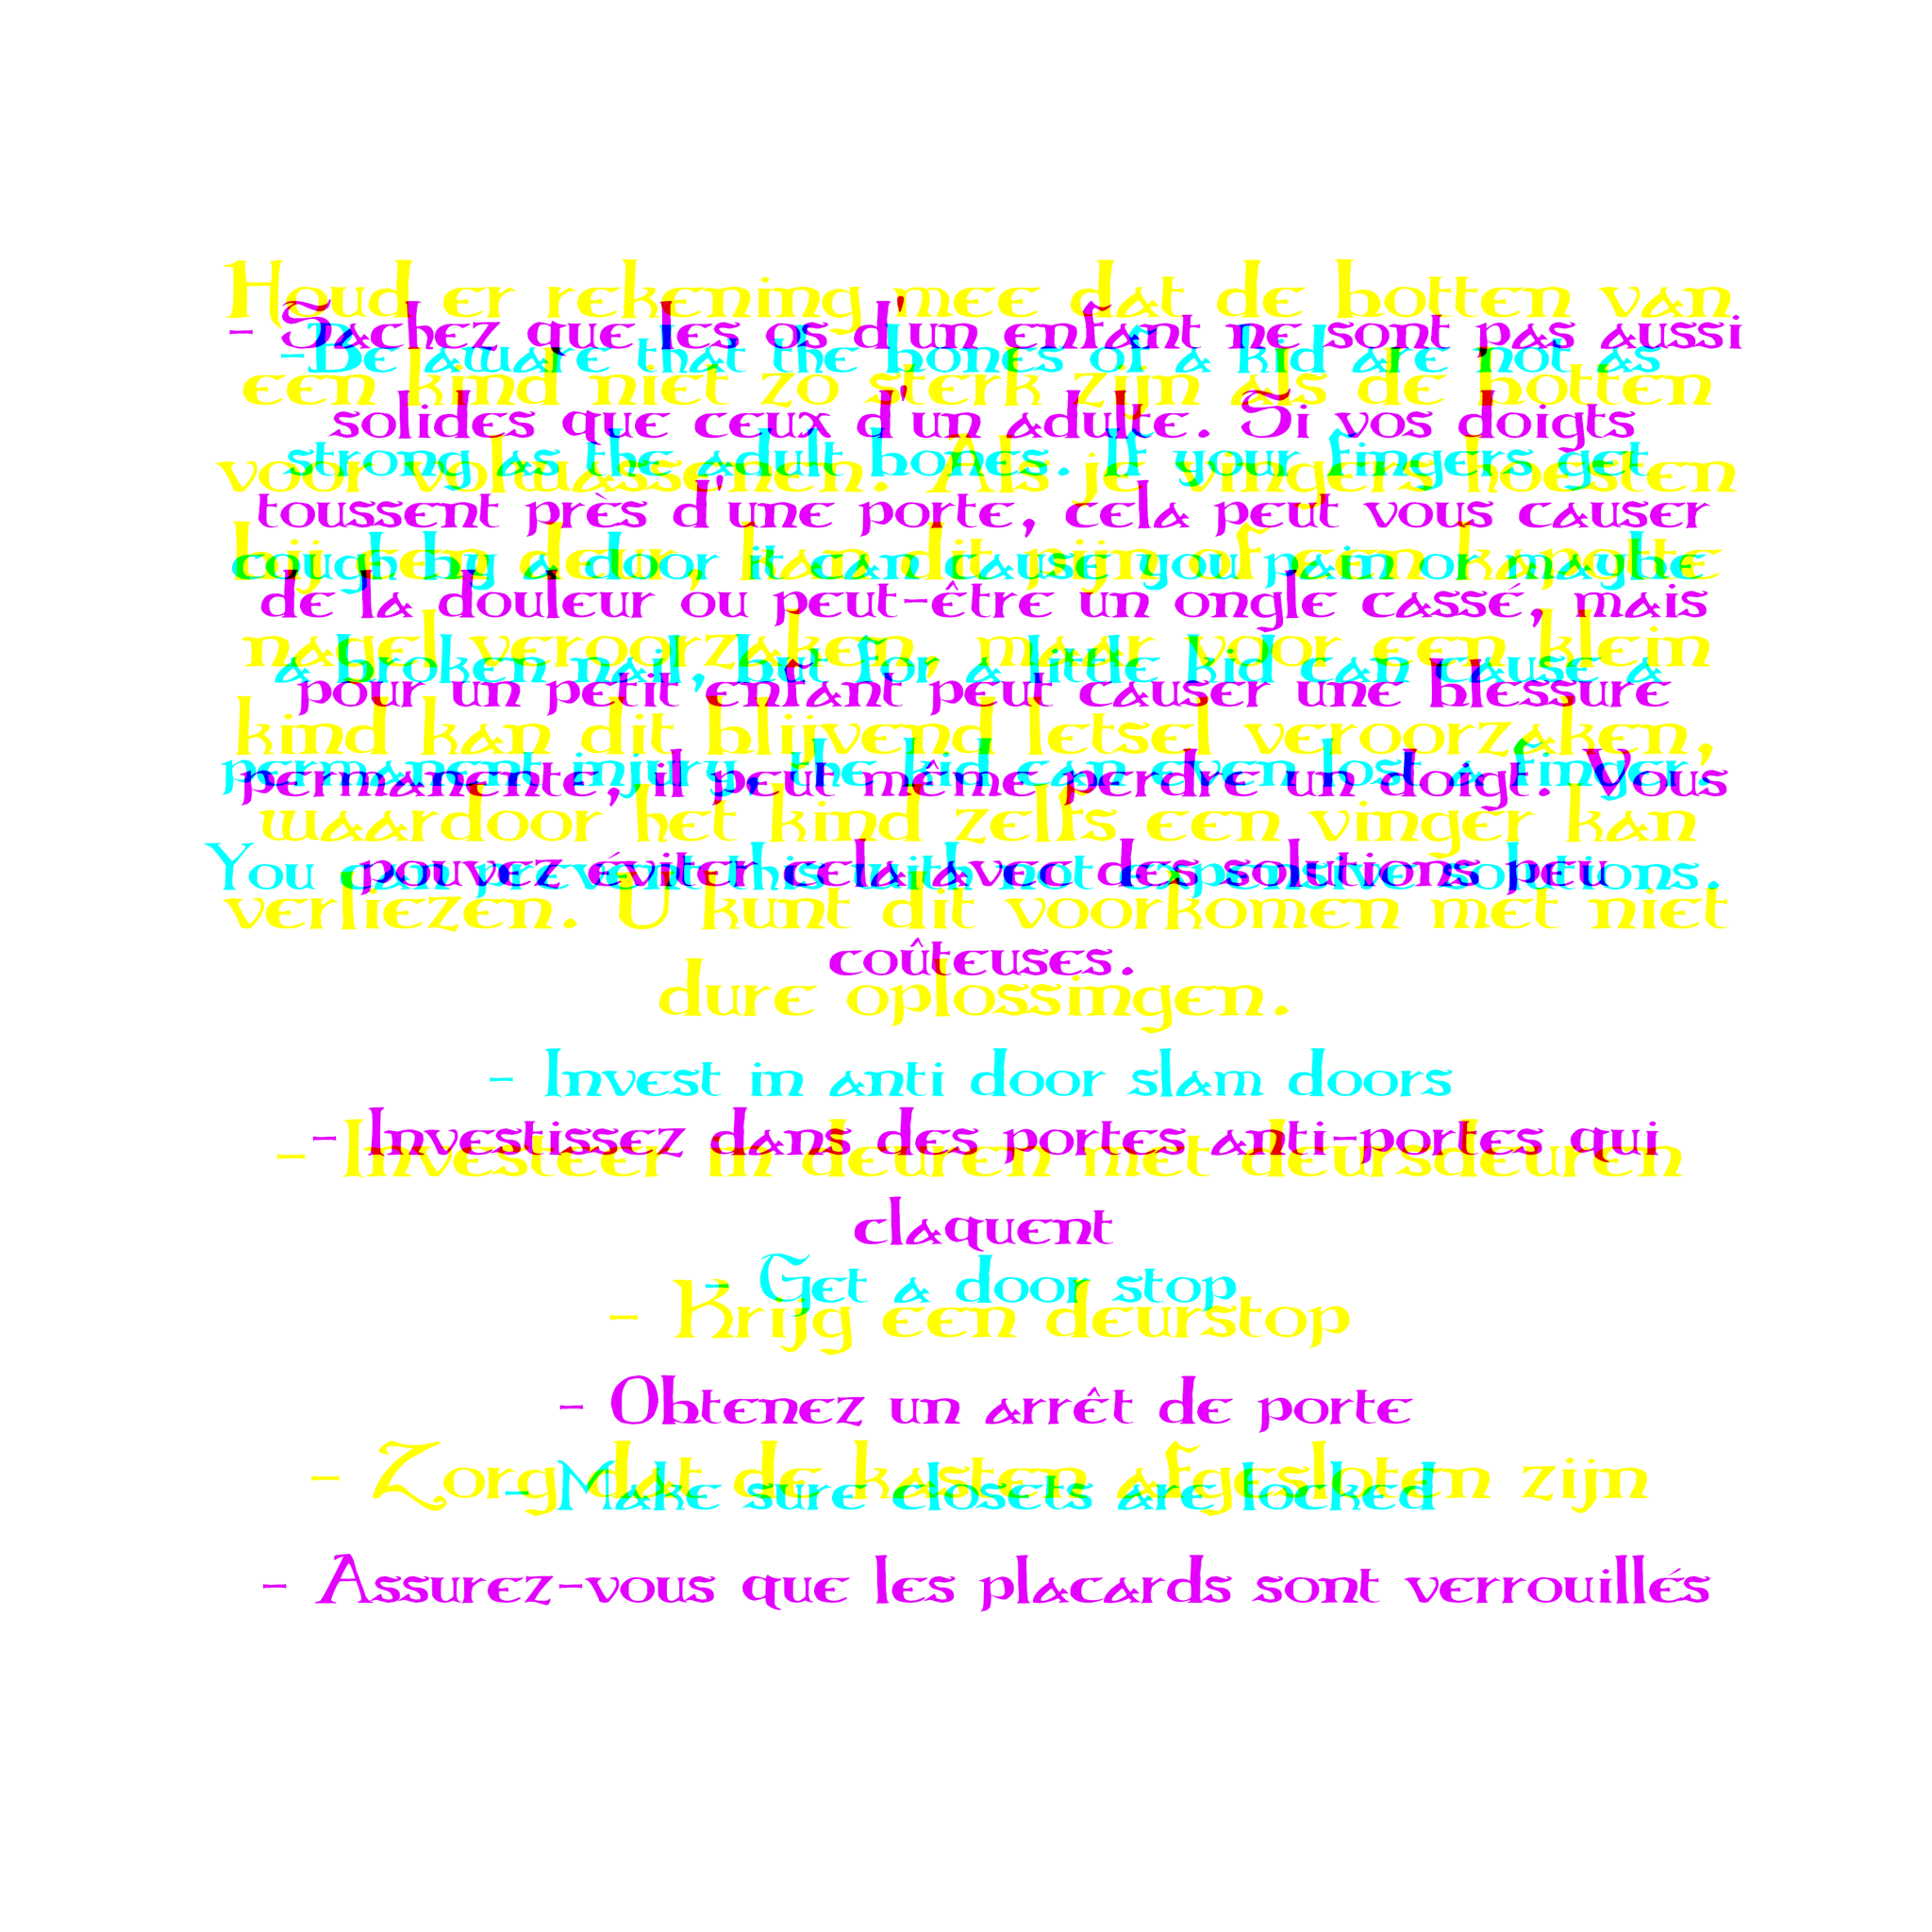 Houd er rekening mee dat de botten van
- Sachez que les os d'un enfant ne sont pas aussi
- Be aware that the bones of a kid are not as
een kind niet zo sterk zijn als de botten
solides que ceux d'un adulte. Si vos doigts
strong as the adult bones. If your fingers get
voor volwassenen. Als je vingers hoesten
toussent près d'une porte, cela peut vous causer
bij een deur, kan dit pijn of een kapotte
cough by a door it can cause you pain or maybe
de la douleur ou peut-être un ongle cassé, mais
nagel veroorzaken, maar voor een klein
a broken nail, but for a little kid can cause a
pour un petit enfant peut causer une blessure
kind kan dit blijvend letsel veroorzaken,
permanent injury, the kid can even lost a finger.
permanente, il peut même perdre un doigt. Vous
waardoor het kind zelfs een vinger kan
You can prevent this with not expensive solutions.
pouvez éviter cela avec des solutions peu
verliezen. U kunt dit voorkomen met niet
coûteuses.
dure oplossingen.
- Invest in anti door slam doors
- Investissez dans des portes anti-portes qui
- Investeer in deuren met deursdeuren
claquent
- Get a door stop
- Krijg een deurstop
- Obtenez un arrêt de porte
- Zorg dat de kasten afgesloten zijn
- Make sure closets are locked
- Assurez-vous que les placards sont verrouillés